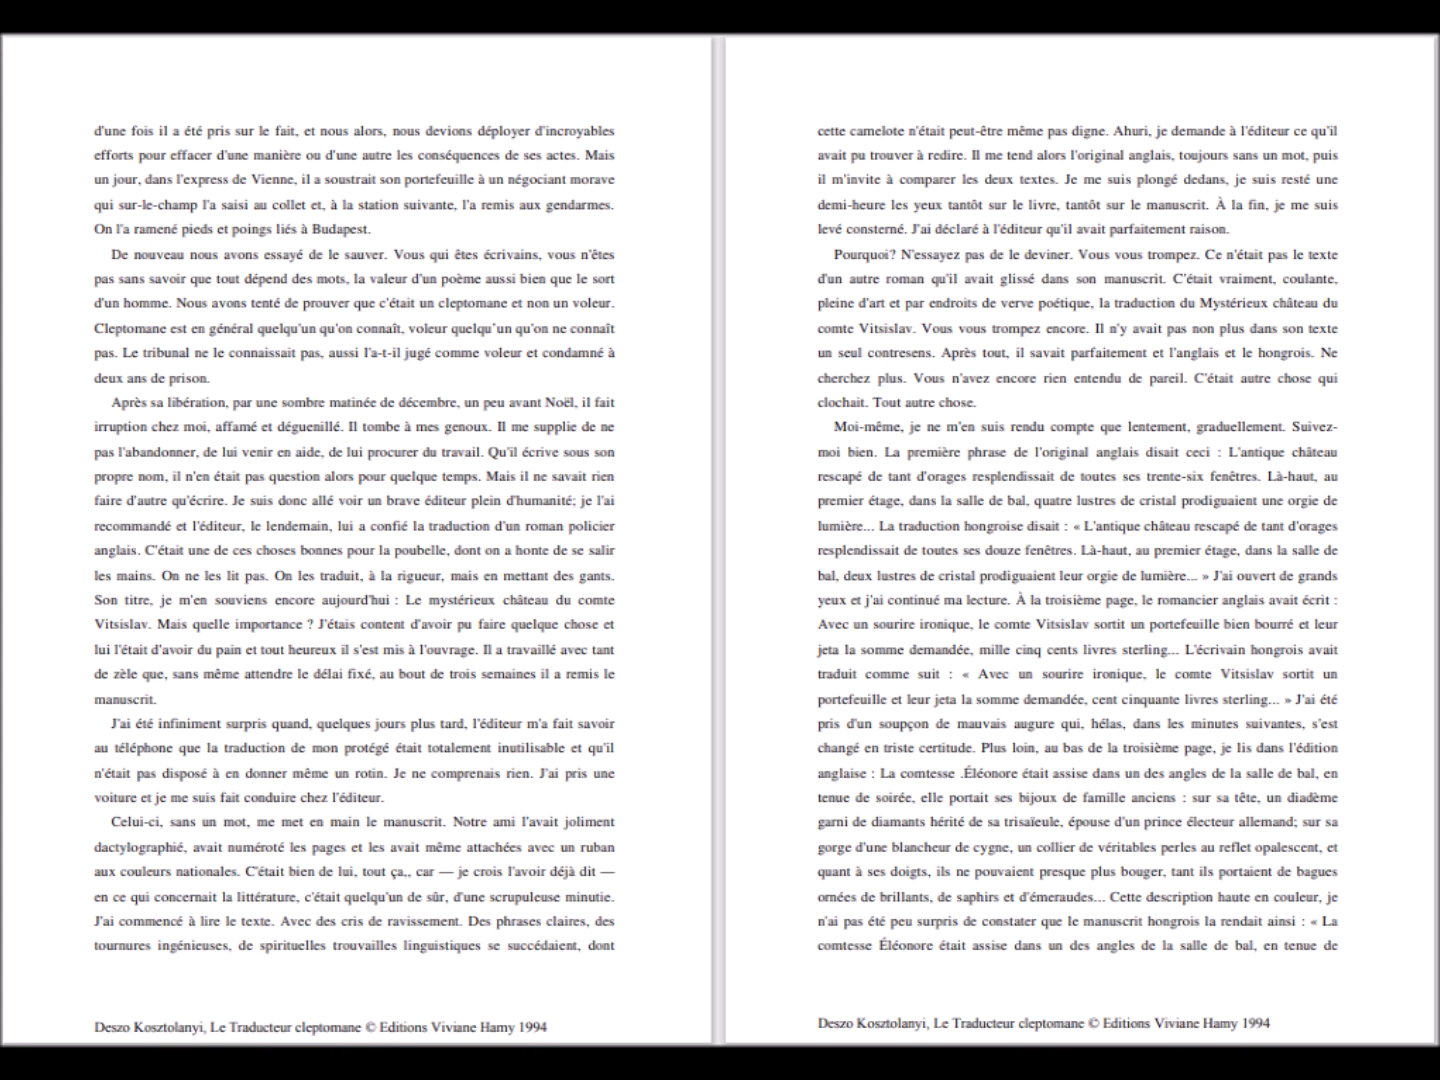 d'une fois il a été pris sur le fait, et nous alors, nous devions déployer d'incroyables
efforts pour effacer d'une manière ou d'une autre les conséquences de ses actes. Mais
un jour, dans l'express de Vienne, il a soustrait son portefeuille à un négociant morave
qui sur-le-champ l'a saisi au collet et, à la station suivante, l'a remis aux gendarmes.
On l'a ramené pieds et poings liés à Budapest.
De nouveau nous avons essayé de le sauver. Vous qui êtes écrivains, vous n'êtes
pas sans savoir que tout dépend des mots, la valeur d'un poème aussi bien que le sort
d'un homme. Nous avons tenté de prouver que c'était un cleptomane et non un voleur.
Cleptomane est en général quelqu'un qu'on connaît, voleur quelqu'un qu'on ne connaît
pas. Le tribunal ne le connaissait pas, aussi l'a-t-il jugé comme voleur et condamné à
deux ans de prison.
Après sa libération, par une sombre matinée de décembre, un peu avant Noël, il fait
irruption chez moi, affamé et déguenillé. Il tombe à mes genoux. Il me supplie de ne
pas l'abandonner, de lui venir en aide, de lui procurer du travail. Qu'il écrive sous son
propre nom, il n'en était pas question alors pour quelque temps. Mais il ne savait rien
faire d'autre qu'écrire. Je suis donc allé voir un brave éditeur plein d'humanité; je l'ai
recommandé et l'éditeur, le lendemain, lui a confié la traduction d'un roman policier
anglais. C'était une de ces choses bonnes pour la poubelle, dont on a honte de se salir
les mains. On ne les lit pas. On les traduit, à la rigueur, mais en mettant des gants.
Son titre, je m'en souviens encore aujourd'hui : Le mystérieux château du comte
Vitsislav. Mais quelle importance ? J'étais content d'avoir pu faire quelque chose et
lui l'était d'avoir du pain et tout heureux il s'est mis à l'ouvrage. Il a travaillé avec tant
de zèle que, sans même attendre le délai fixé, au bout de trois semaines il a remis le
manuscrit.
J'ai été infiniment surpris quand, quelques jours plus tard, l'éditeur m'a fait savoir
au téléphone que la traduction de mon protégé était totalement inutilisable et qu'il
n'était pas disposé à en donner même un rotin. Je ne comprenais rien. J'ai pris une
voiture et je me suis fait conduire chez l'éditeur.
Celui-ci, sans un mot, me met en main le manuscrit. Notre ami l'avait joliment
dactylographié, avait numéroté les pages et les avait même attachées avec un ruban
aux couleurs nationales. C'était bien de lui, tout ça,, car — je crois l'avoir déjà dit —
en ce qui concernait la littérature, c'était quelqu'un de sûr, d'une scrupuleuse minutie.
J'ai commencé à lire le texte. Avec des cris de ravissement. Des phrases claires, des
tournures ingénieuses, de spirituelles trouvailles linguistiques se succédaient, dont
Deszo Kosztolanyi, Le Traducteur cleptomane © Editions Viviane Hamy 1994
cette camelote n'était peut-être même pas digne. Ahuri, je demande à l'éditeur ce qu'il
avait pu trouver à redire. Il me tend alors l'original anglais, toujours sans un mot, puis
il m'invite à comparer les deux textes. Je me suis plongé dedans, je suis resté une
demi-heure les yeux tantôt sur le livre, tantôt sur le manuscrit. À la fin, je me suis
levé consterné. J'ai déclaré à l'éditeur qu'il avait parfaitement raison.
Pourquoi? N'essayez pas de le deviner. Vous vous trompez. Ce n'était pas le texte
d'un autre roman qu'il avait glissé dans son manuscrit. C'était vraiment, coulante,
pleine d'art et par endroits de verve poétique, la traduction du Mystérieux château du
comte Vitsislav. Vous vous trompez encore. Il n'y avait pas non plus dans son texte
un seul contresens. Après tout, il savait parfaitement et l'anglais et le hongrois. Ne
cherchez plus. Vous n'avez encore rien entendu de pareil. C'était autre chose qui
clochait. Tout autre chose.
Moi-même, je ne m'en suis rendu compte que lentement, graduellement. Suivez-
moi bien. La première phrase de l'original anglais disait ceci : L'antique château
rescapé de tant d'orages resplendissait de toutes ses trente-six fenêtres. Là-haut, au
premier étage, dans la salle de bal, quatre lustres de cristal prodiguaient une orgie de
lumière... La traduction hongroise disait : « L'antique château rescapé de tant d'orages
resplendissait de toutes ses douze fenêtres. Là-haut, au premier étage, dans la salle de
bal, deux lustres de cristal prodiguaient leur orgie de lumière... » J'ai ouvert de grands
yeux et j'ai continué ma lecture. À la troisième page, le romancier anglais avait écrit :
Avec un sourire ironique, le comte Vitsislav sortit un portefeuille bien bourré et leur
jeta la somme demandée, mille cinq cents livres sterling... L'écrivain hongrois avait
traduit comme suit : « Avec un sourire ironique, le comte Vitsislav sortit un
portefeuille et leur jeta la somme demandée, cent cinquante livres sterling... » J'ai été
pris d'un soupçon de mauvais augure qui, hélas, dans les minutes suivantes, s'est
changé en triste certitude. Plus loin, au bas de la troisième page, je lis dans l'édition
anglaise : La comtesse .Éléonore était assise dans un des angles de la salle de bal, en
tenue de soirée, elle portait ses bijoux de famille anciens : sur sa tête, un diadème
garni de diamants hérité de sa trisaïeule, épouse d'un prince électeur allemand; sur sa
gorge d'une blancheur de cygne, un collier de véritables perles au reflet opalescent, et
quant à ses doigts, ils ne pouvaient presque plus bouger, tant ils portaient de bagues
ornées de brillants, de saphirs et d'émeraudes... Cette description haute en couleur, je
n'ai pas été peu surpris de constater que le manuscrit hongrois la rendait ainsi : « La
comtesse Éléonore était assise dans un des angles de la salle de bal, en tenue de
Deszo Kosztolanyi, Le Traducteur cleptomane © Editions Viviane Hamy 1994